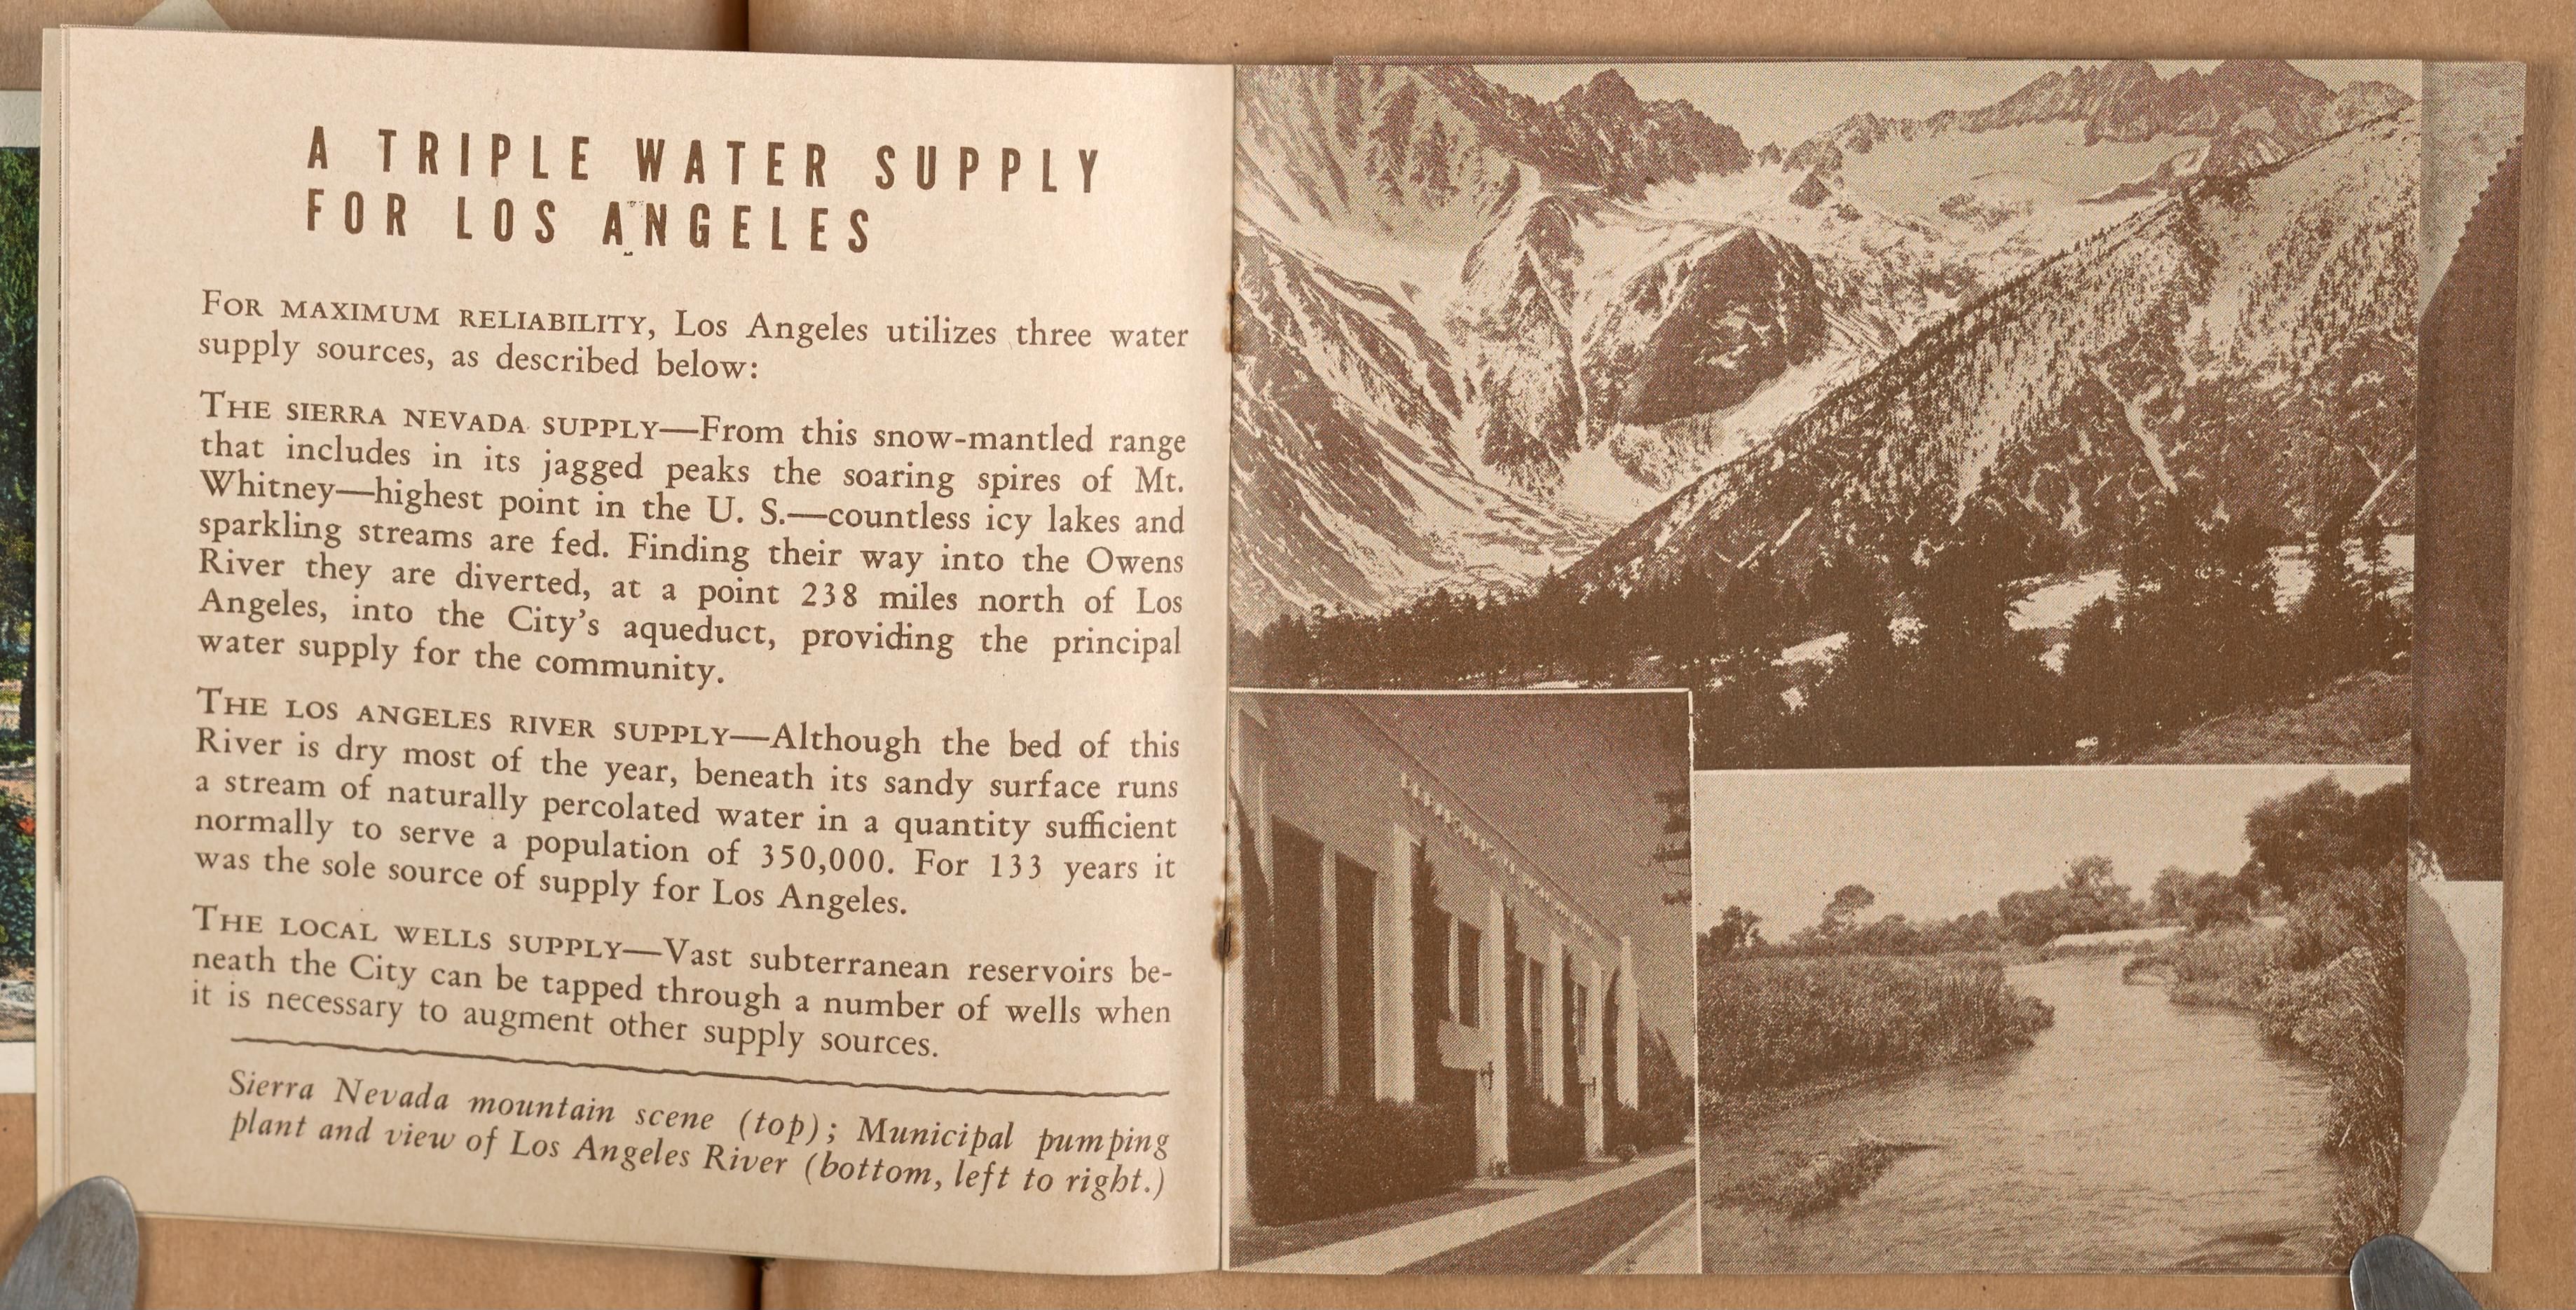 A TRIPLE WATER SUPPLY
FOR LOS ANGELES
FOR MAXIMUM RELIABILITY, Los Angeles utilizes three water
supply sources, as described below:
THE SIERRA NEVADA SUPPLY—From this snow-mantled range
that includes in its jagged peaks the soaring spires of Mt.
Whitney—highest point in the U. S.—countless icy lakes and
sparkling streams are fed. Finding their way into the Owens
River they are diverted, at a point 238 miles north of Los
Angeles, into the City's aqueduct, providing the principal
water supply for the community.
THE LOS ANGELES RIVER SUPPLY—Although the bed of this
River is dry most of the year, beneath its sandy surface runs
a stream of naturally percolated water in a quantity sufficient
normally to serve a population of 350,000. For 133 years it
was the sole source of supply for Los Angeles.
THE LOCAL WELLS SUPPLY—Vast subterranean reservoirs be-
neath the City can be tapped through a number of wells when
it is necessary to augment other supply sources.
Sierra Nevada mountain scene (top); Municipal pumping
plant and view of Los Angeles River (bottom, left to right.)